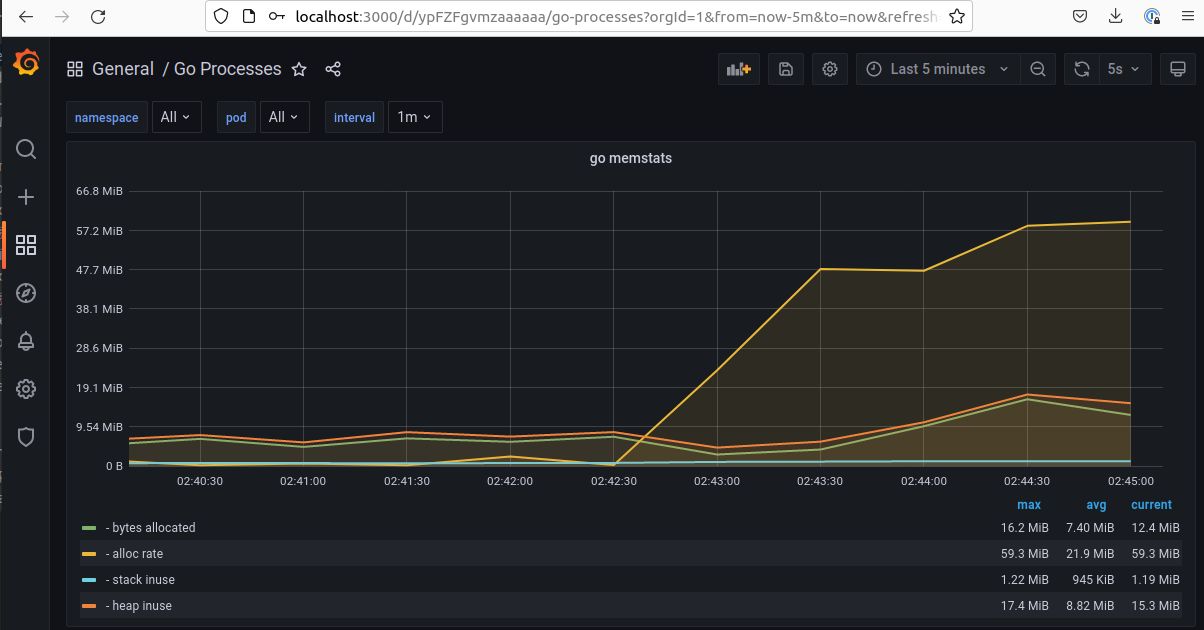 localhost:3000/d/ypFZFgvmzaaaaaa/go-processes?orgId=1&from=now-5m&to=now&refresh
General / Go Processes
Last 5 minutes
5s
namespace All pod All interval 1m
go memstats
66.8 MiB
57.2 MiB
47.7 MiB
38.1 MiB
28.6 MiB
19.1 MiB
9.54 MiB
0 B
02:40:30 02:41:00 02:41:30 02:42:00 02:42:30 02:43:00 02:43:30 02:44:00 02:44:30 02:45:00
max avg current
- bytes allocated 16.2 MiB 7.40 MiB 12.4 MiB
- alloc rate 59.3 MiB 21.9 MiB 59.3 MiB
- stack inuse 1.22 MiB 945 KiB 1.19 MiB
- heap inuse 17.4 MiB 8.82 MiB 15.3 MiB